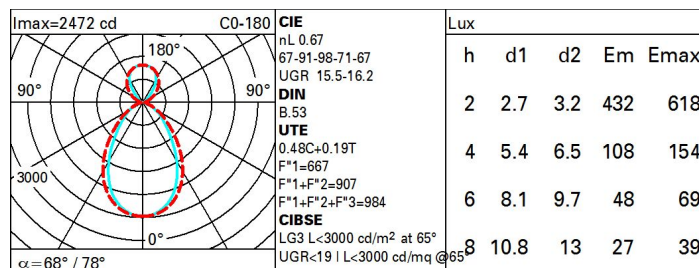 Imax=2472 cd C0-180
180°
90° 90°
3000
0°
α=68° / 78°
CIE
nL 0.67
67-91-98-71-67
UGR 15.5-16.2
DIN
B.53
UTE
0.48C+0.19T
F"1=667
F"1+F"2=907
F"1+F"2+F"3=984
CIBSE
LG3 L<3000 cd/m² at 65°
UGR<19 | L<3000 cd/mq @65°
Lux
h d1 d2 Em Emax
2 2.7 3.2 432 618
4 5.4 6.5 108 154
6 8.1 9.7 48 69
8 10.8 13 27 39